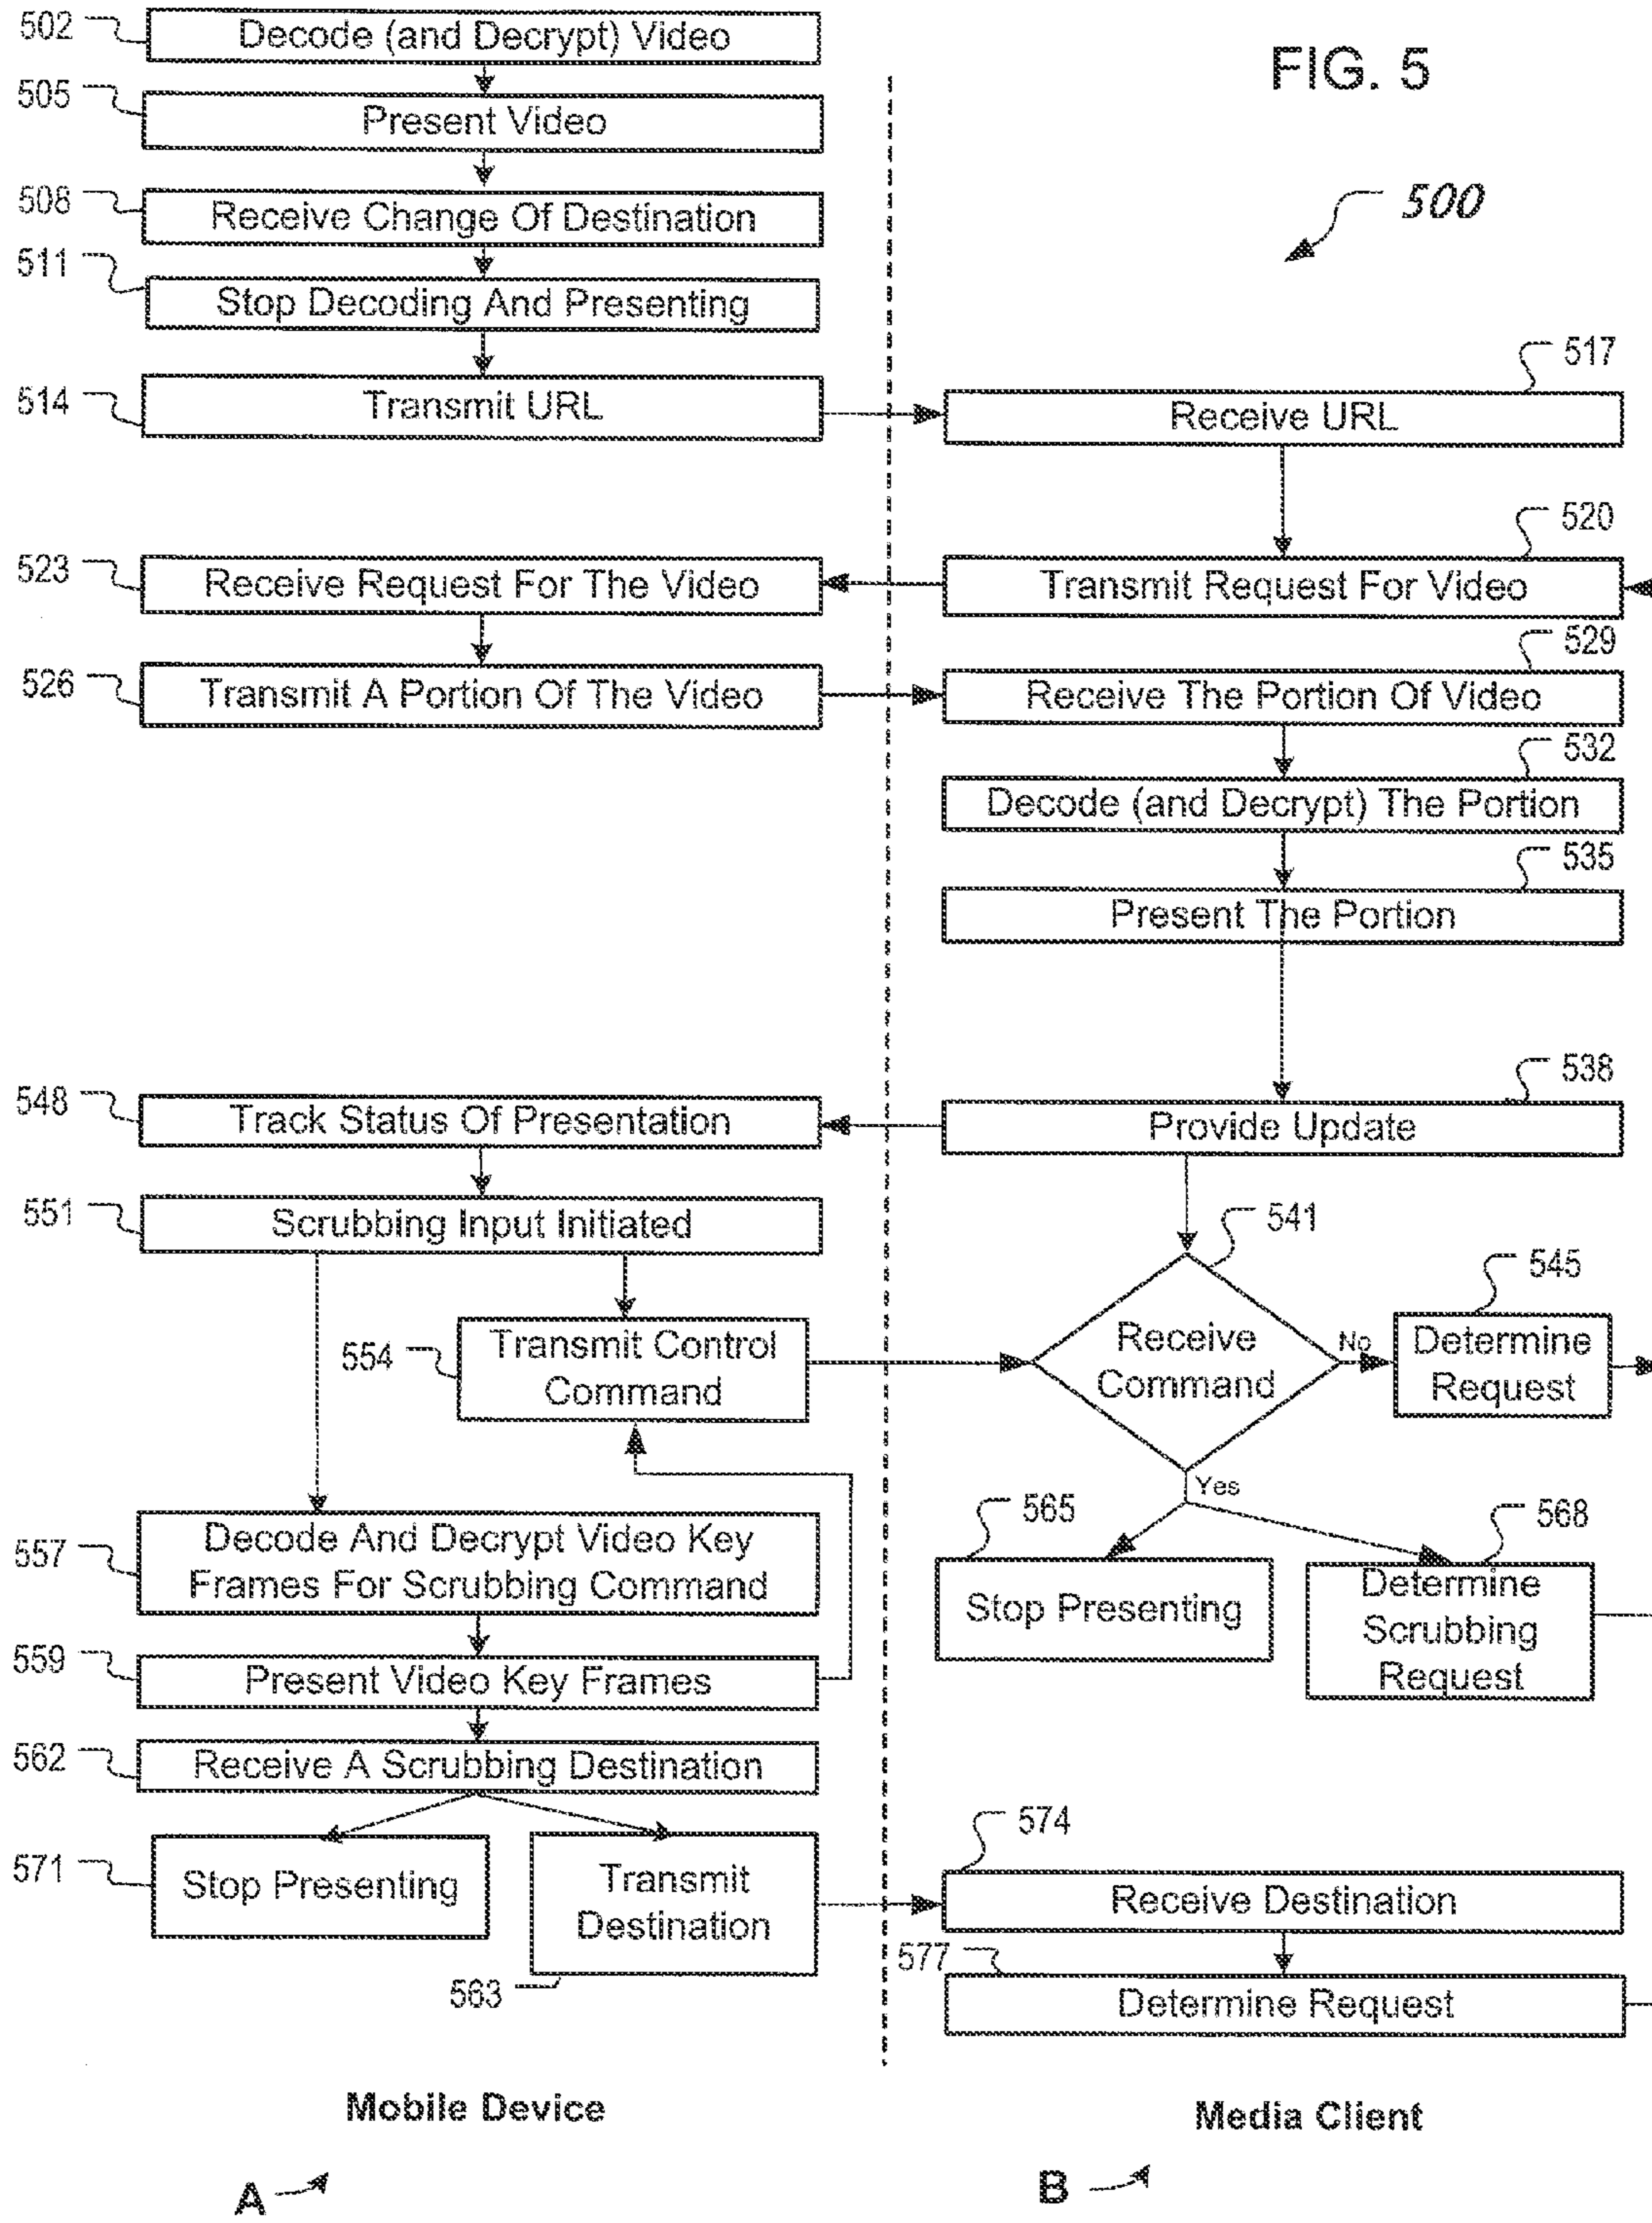 FIG. 5
500
502
Decode (and Decrypt) Video
505
Present Video
508
Receive Change Of Destination
511
Stop Decoding And Presenting
514
Transmit URL
517
Receive URL
520
Transmit Request For Video
523
Receive Request For The Video
526
Transmit A Portion Of The Video
529
Receive The Portion Of Video
532
Decode (and Decrypt) The Portion
535
Present The Portion
538
Provide Update
548
Track Status Of Presentation
551
Scrubbing Input Initiated
541
Receive
Command
No
Yes
545
Determine
Request
554
Transmit Control
Command
557
Decode And Decrypt Video Key
Frames For Scrubbing Command
559
Present Video Key Frames
562
Receive A Scrubbing Destination
565
Stop Presenting
568
Determine
Scrubbing
Request
571
Stop Presenting
Transmit
Destination
563
574
Receive Destination
577
Determine Request
Mobile Device
Media Client
A
B